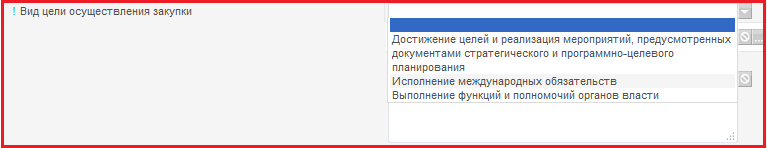 ! Вид цели осуществления закупки
Достижение целей и реализация мероприятий, предусмотренных
документами стратегического и программно-целевого
планирования
Исполнение международных обязательств
Выполнение функций и полномочий органов власти